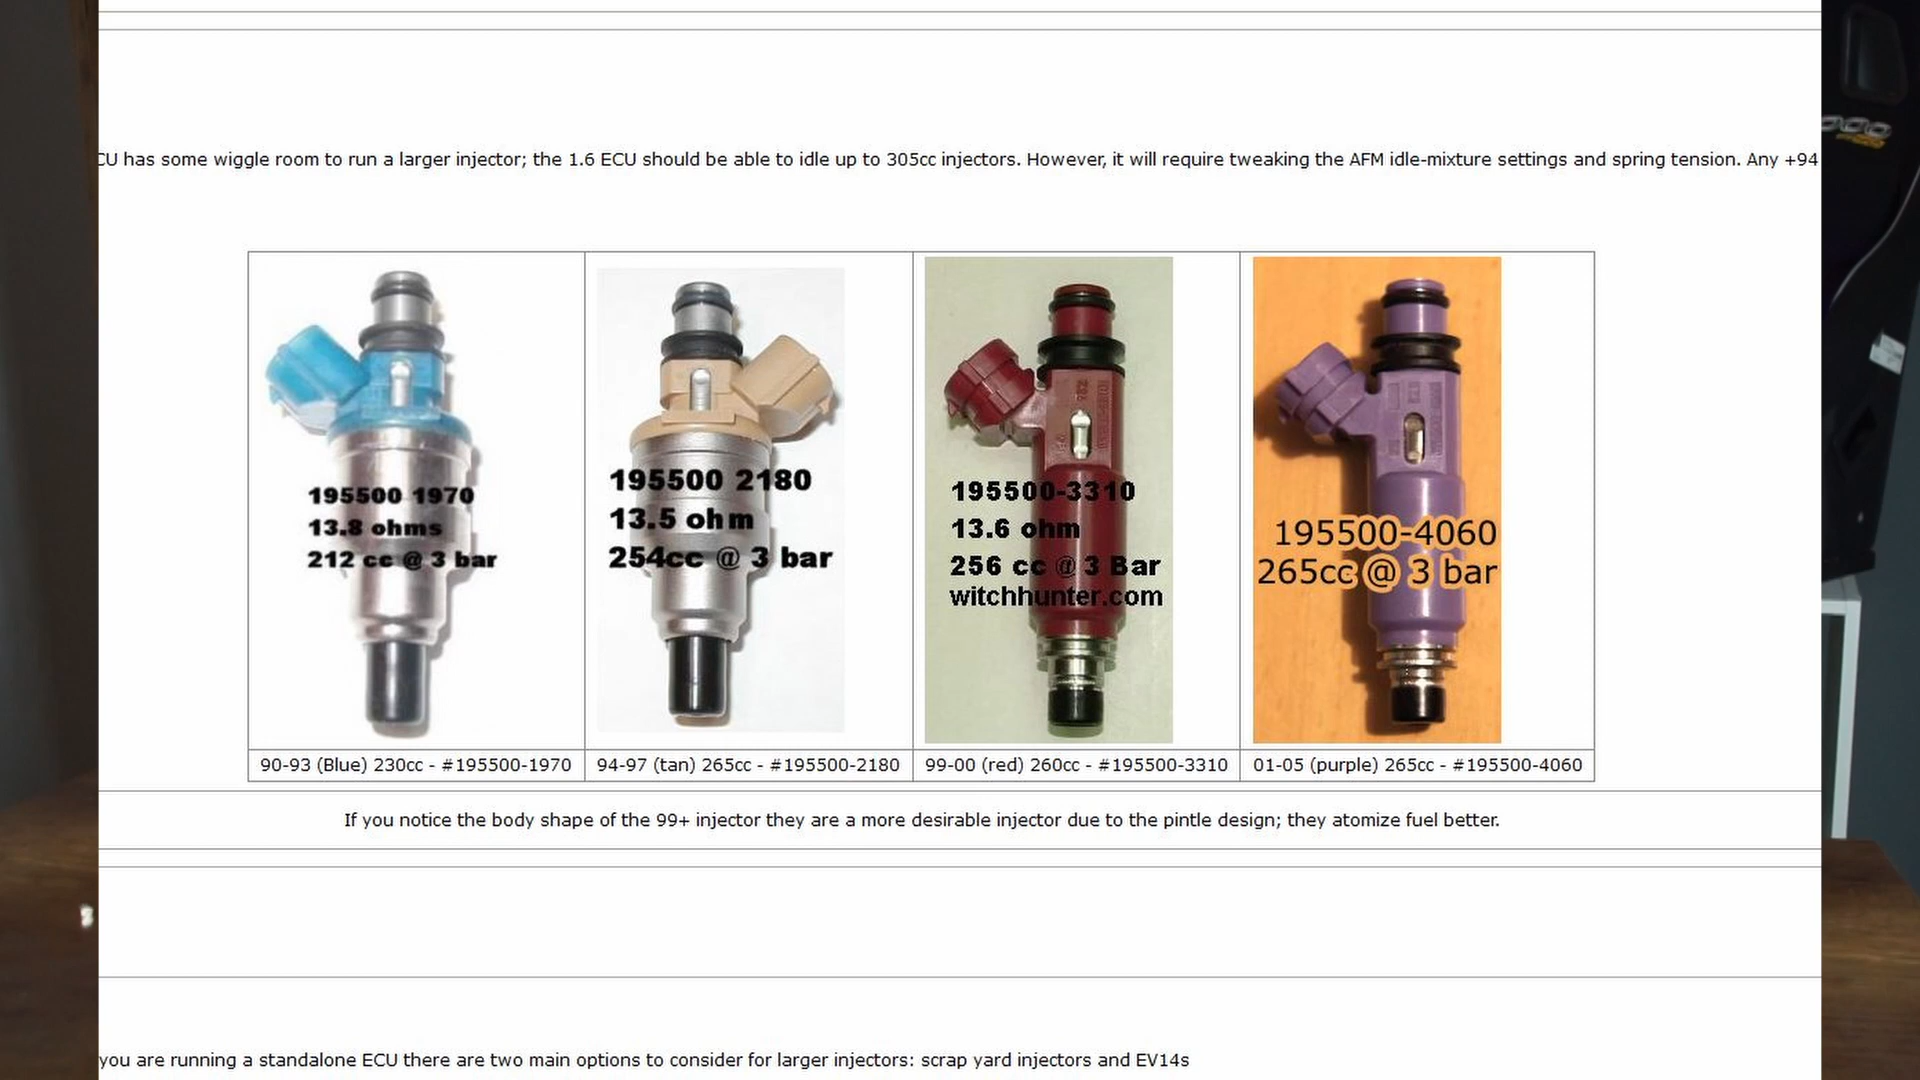 CU has some wiggle room to run a larger injector; the 1.6 ECU should be able to idle up to 305cc injectors. However, it will require tweaking the AFM idle-mixture settings and spring tension. Any +94
195500 1970
13.8 ohms
212 cc @ 3 bar
195500 2180
13.5 ohm
254cc @ 3 bar
195500-3310
13.6 ohm
256 cc @ 3 Bar
witchhunter.com
195500-4060
265cc @ 3 bar
90-93 (Blue) 230cc - #195500-1970
94-97 (tan) 265cc - #195500-2180
99-00 (red) 260cc - #195500-3310
01-05 (purple) 265cc - #195500-4060
If you notice the body shape of the 99+ injector they are a more desirable injector due to the pintle design; they atomize fuel better.
you are running a standalone ECU there are two main options to consider for larger injectors: scrap yard injectors and EV14s